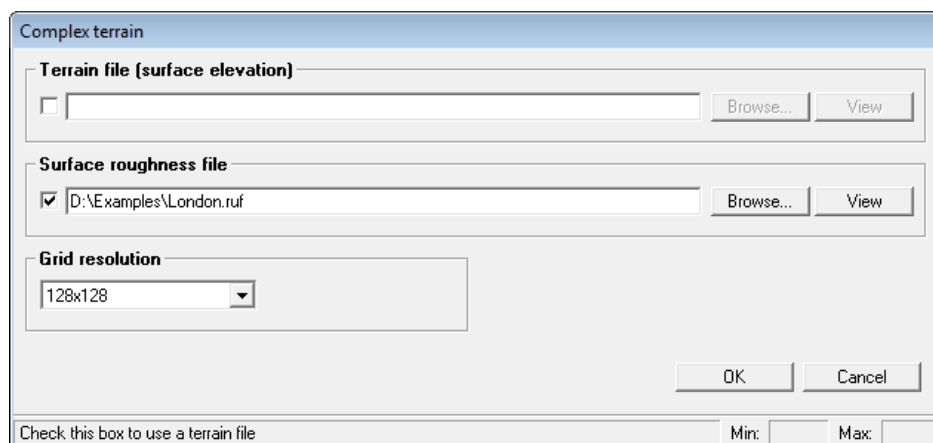 Complex terrain
Terrain file (surface elevation)
Browse... View
Surface roughness file
D:\Examples\London.ruf Browse... View
Grid resolution
128x128
OK Cancel
Check this box to use a terrain file Min: Max: